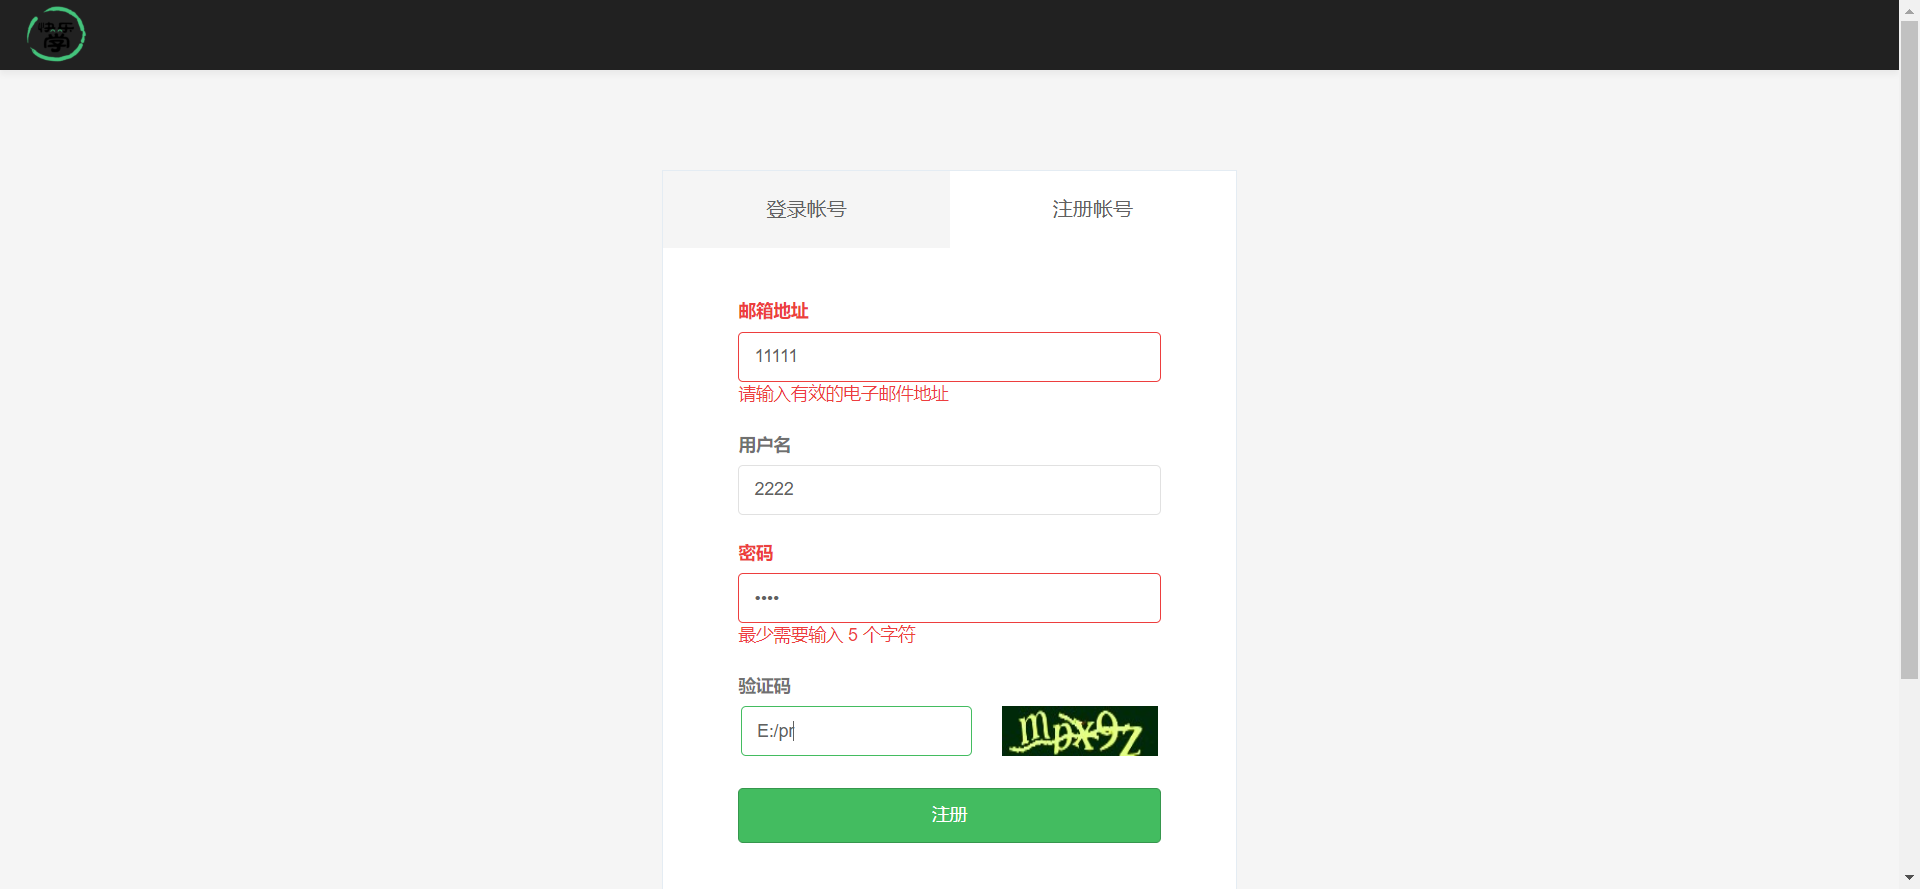 快乐
學
登录帐号
注册帐号
邮箱地址
11111
请输入有效的电子邮件地址
用户名
2222
密码
••••
最少需要输入 5 个字符
验证码
E:/pr
mpx9z
注册